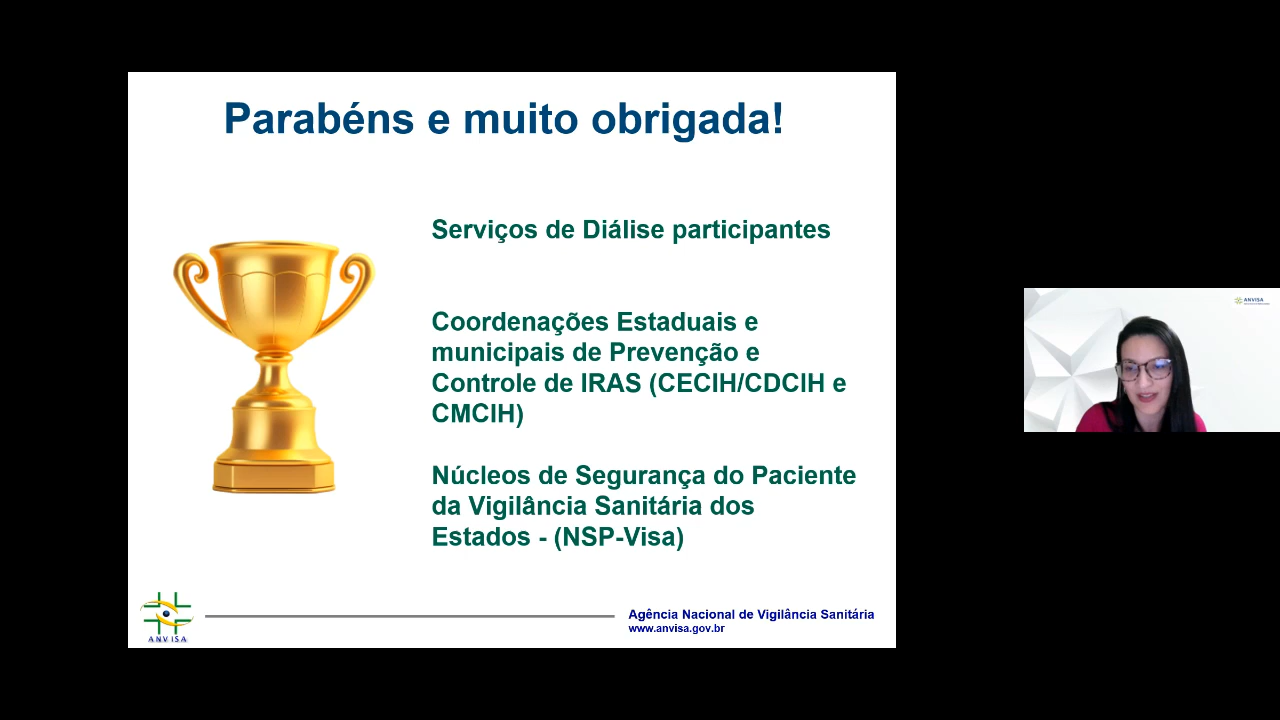 Parabéns e muito obrigada!
Serviços de Diálise participantes
Coordenações Estaduais e
municipais de Prevenção e
Controle de IRAS (CECIH/CDCIH e
CMCIH)
Núcleos de Segurança do Paciente
da Vigilância Sanitária dos
Estados - (NSP-Visa)
ANVISA
Agência Nacional de Vigilância Sanitária
www.anvisa.gov.br
ANVISA